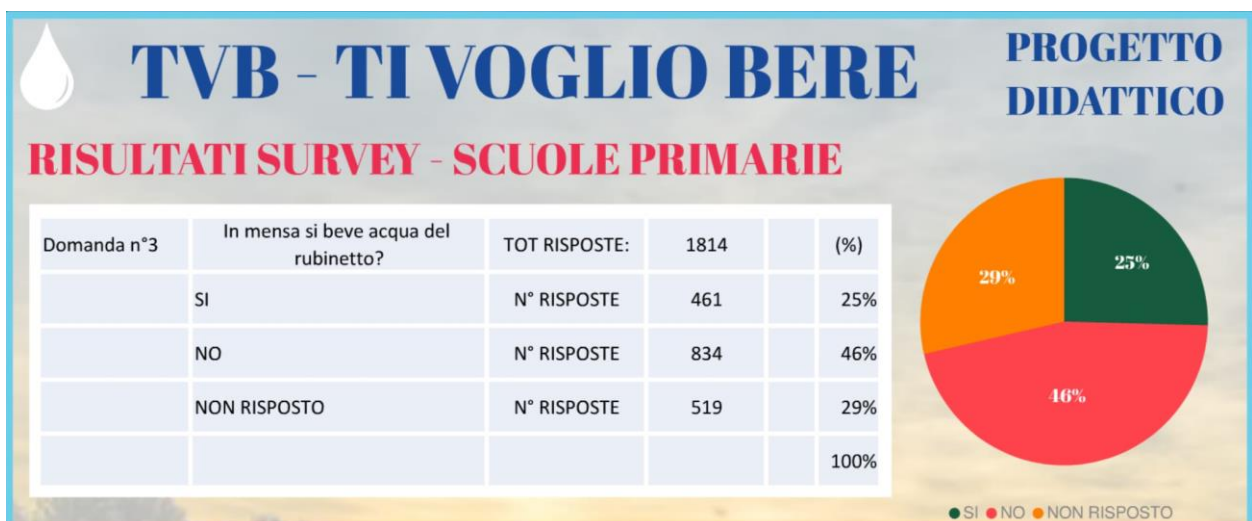 TVB - TI VOGLIO BERE
PROGETTO
DIDATTICO
RISULTATI SURVEY - SCUOLE PRIMARIE
Domanda n°3 In mensa si beve acqua del rubinetto? TOT RISPOSTE: 1814 (%)
SI N° RISPOSTE 461 25%
NO N° RISPOSTE 834 46%
NON RISPOSTO N° RISPOSTE 519 29%
100%
29%
25%
46%
SI NO NON RISPOSTO